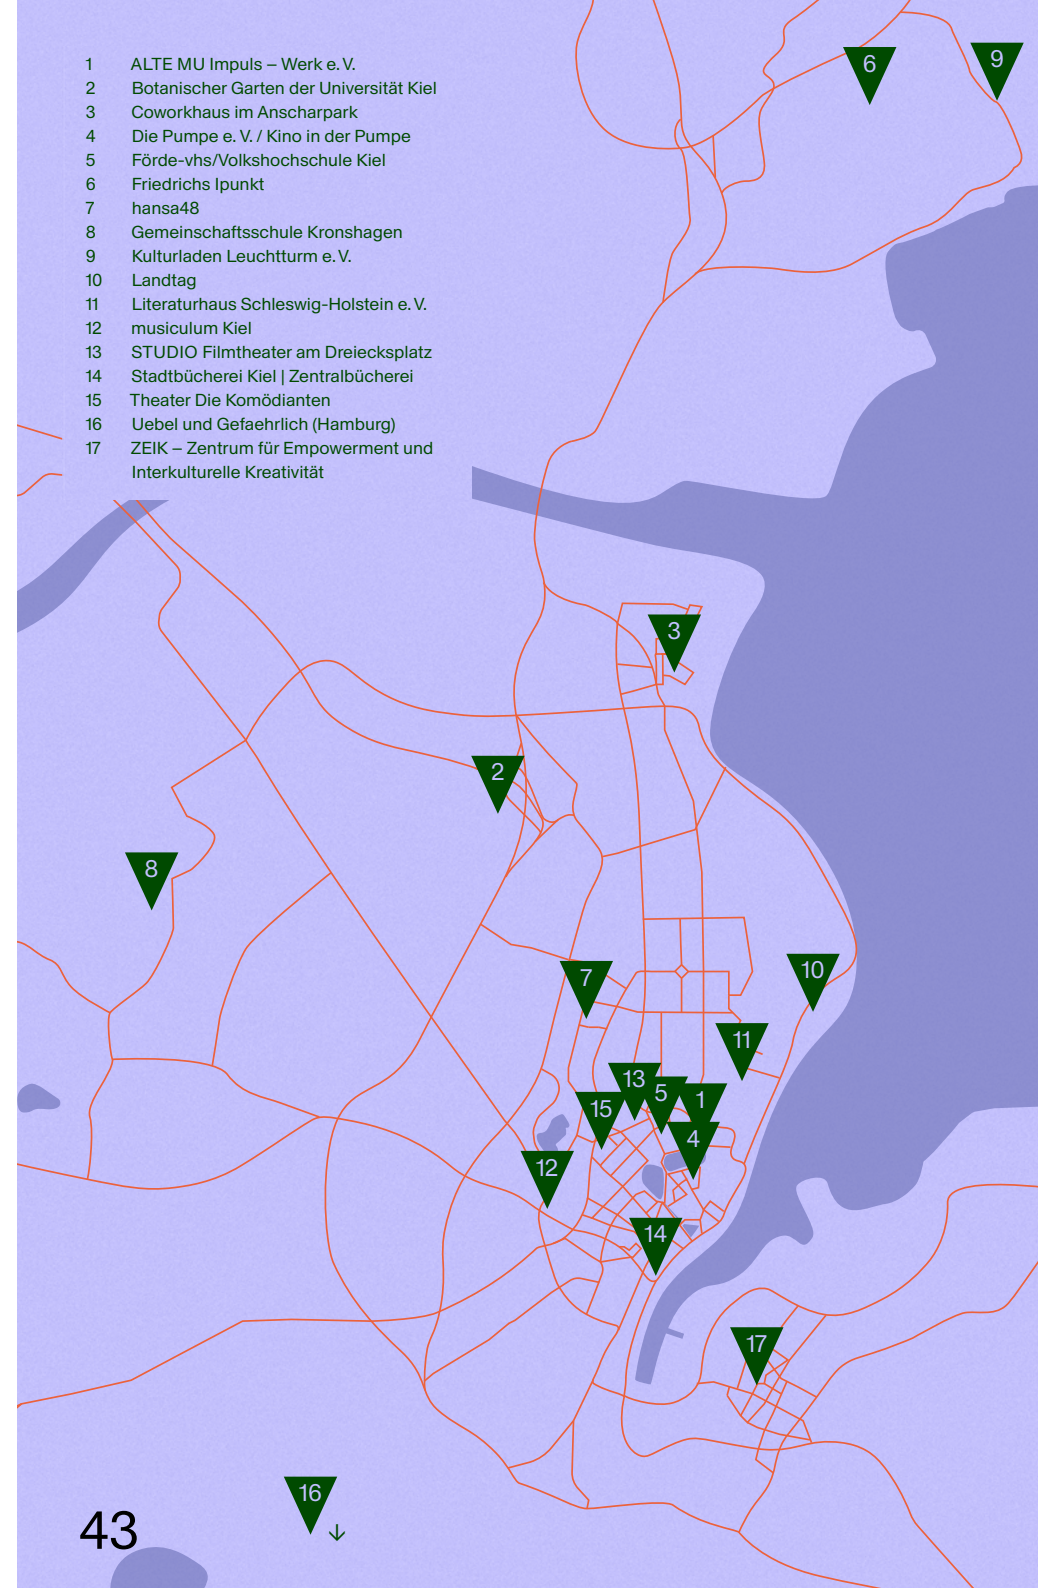 1 ALTE MU Impuls – Werk e. V.
2 Botanischer Garten der Universität Kiel
3 Coworkhaus im Anscharpark
4 Die Pumpe e. V. / Kino in der Pumpe
5 Förde-vhs/Volkshochschule Kiel
6 Friedrichs Ipunkt
7 hansa48
8 Gemeinschaftsschule Kronshagen
9 Kulturladen Leuchtturm e. V.
10 Landtag
11 Literaturhaus Schleswig-Holstein e. V.
12 musiculum Kiel
13 STUDIO Filmtheater am Dreiecksplatz
14 Stadtbücherei Kiel | Zentralbücherei
15 Theater Die Komödianten
16 Uebel und Gefaehrlich (Hamburg)
17 ZEIK – Zentrum für Empowerment und
Interkulturelle Kreativität
6
9
3
2
8
7
10
11
13
5
1
15
4
12
14
17
16
↓
43